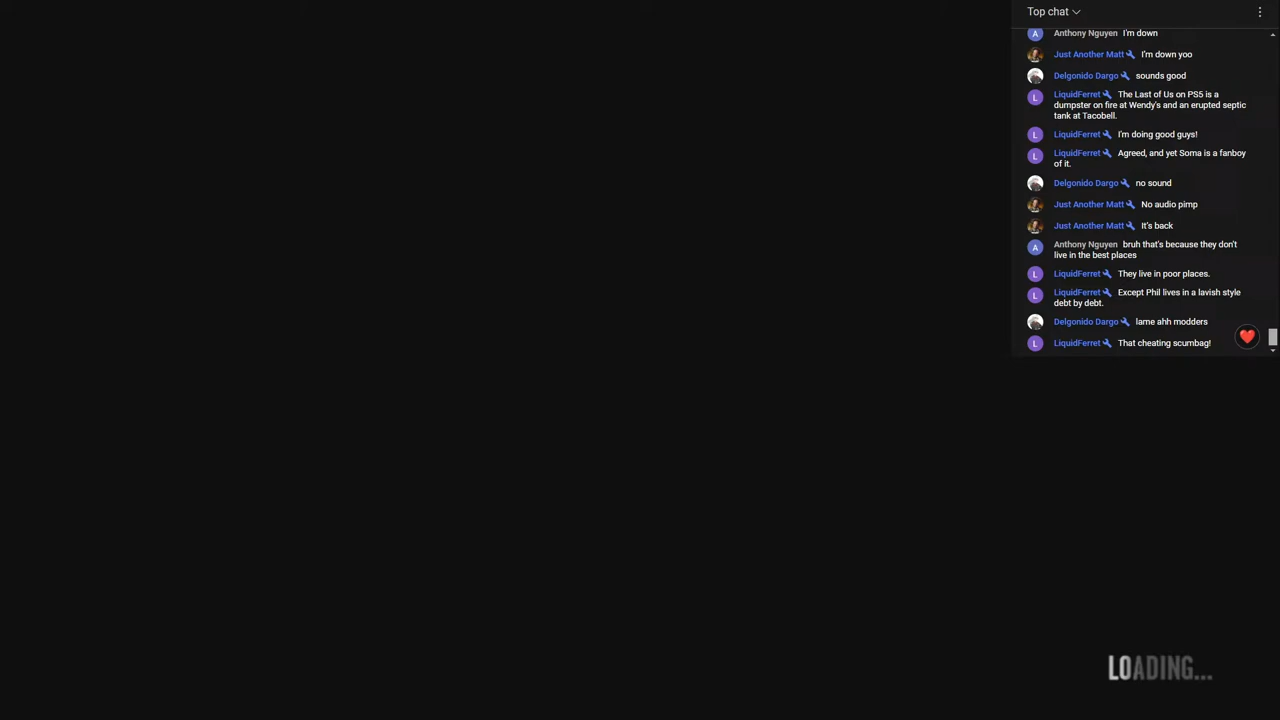 Top chat
A Anthony Nguyen I'm down
Just Another Matt I'm down yoo
Delgonido Dargo sounds good
L LiquidFerret The Last of Us on PS5 is a
dumpster on fire at Wendy's and an erupted septic
tank at Tacobell.
L LiquidFerret I'm doing good guys!
L LiquidFerret Agreed, and yet Soma is a fanboy
of it.
Delgonido Dargo no sound
Just Another Matt No audio pimp
Just Another Matt It's back
A Anthony Nguyen bruh that's because they don't
live in the best places
L LiquidFerret They live in poor places.
L LiquidFerret Except Phil lives in a lavish style
debt by debt.
Delgonido Dargo lame ahh modders
L LiquidFerret That cheating scumbag!
LOADING...